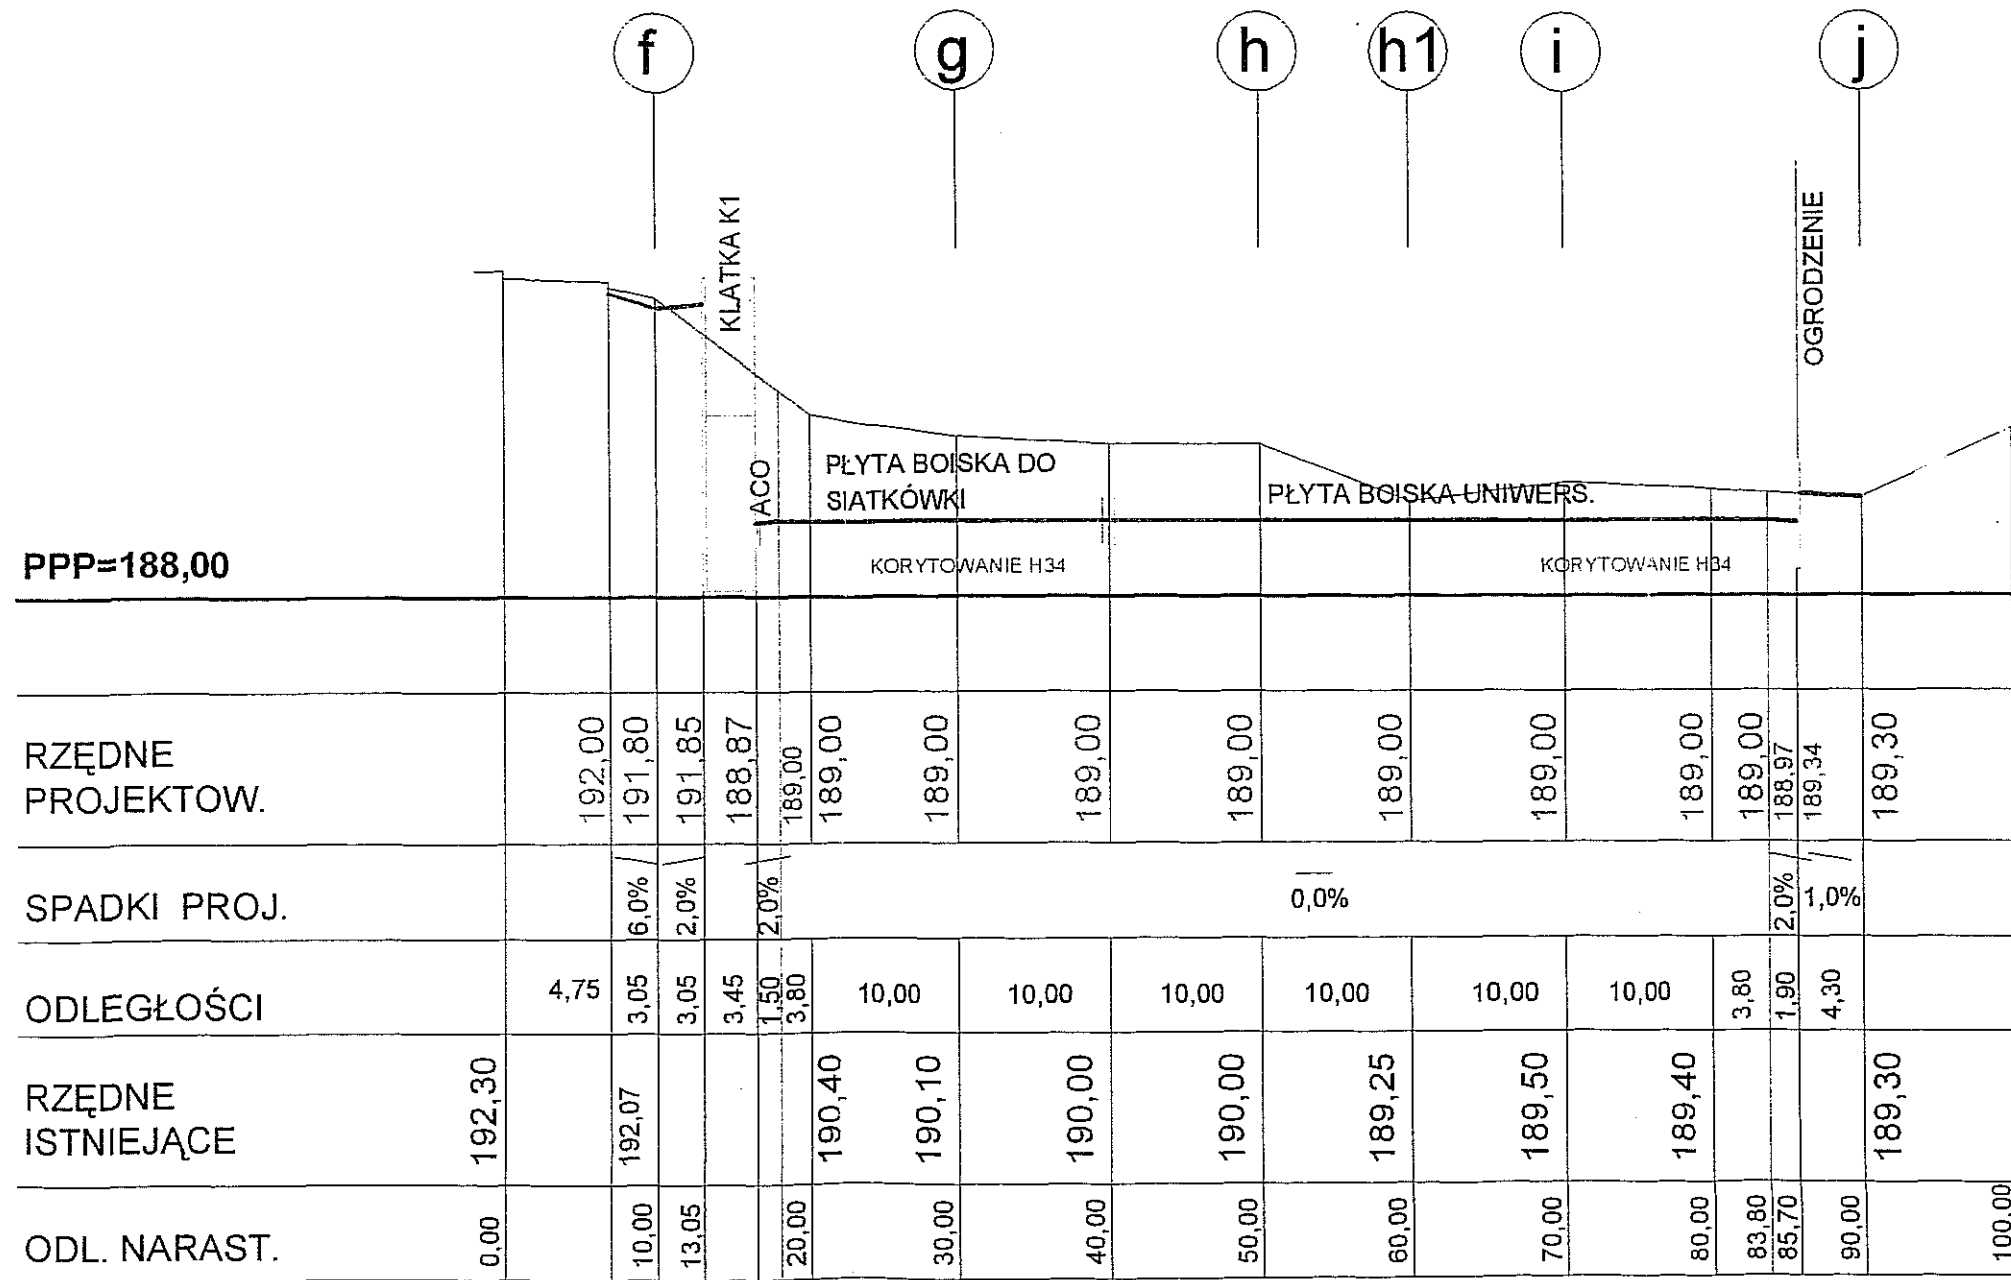 f g h h1 i j
KLATKA K1
OGRODZENIE
ACO
PŁYTA BOISKA DO
SIATKÓWKI
PŁYTA BOISKA UNIWERS.
KORYTOWANIE H34 KORYTOWANIE H34
PPP=188,00
RZĘDNE
PROJEKTOW.
192,00 191,80 191,85 188,87 189,00 189,00 189,00 189,00 189,00 189,00 189,00 189,00 189,00 188,97 189,34 189,30
SPADKI PROJ. 6,0% 2,0% 2,0% 0,0% 2,0% 1,0%
ODLEGŁOŚCI 4,75 3,05 3,05 3,45 1,50 3,80 10,00 10,00 10,00 10,00 10,00 10,00 3,80 1,90 4,30
RZĘDNE
ISTNIEJĄCE
192,30 192,07 190,40 190,10 190,00 190,00 189,25 189,50 189,40 189,30
ODL. NARAST. 0,00 10,00 13,05 20,00 30,00 40,00 50,00 60,00 70,00 80,00 83,80 85,70 90,00 100,00